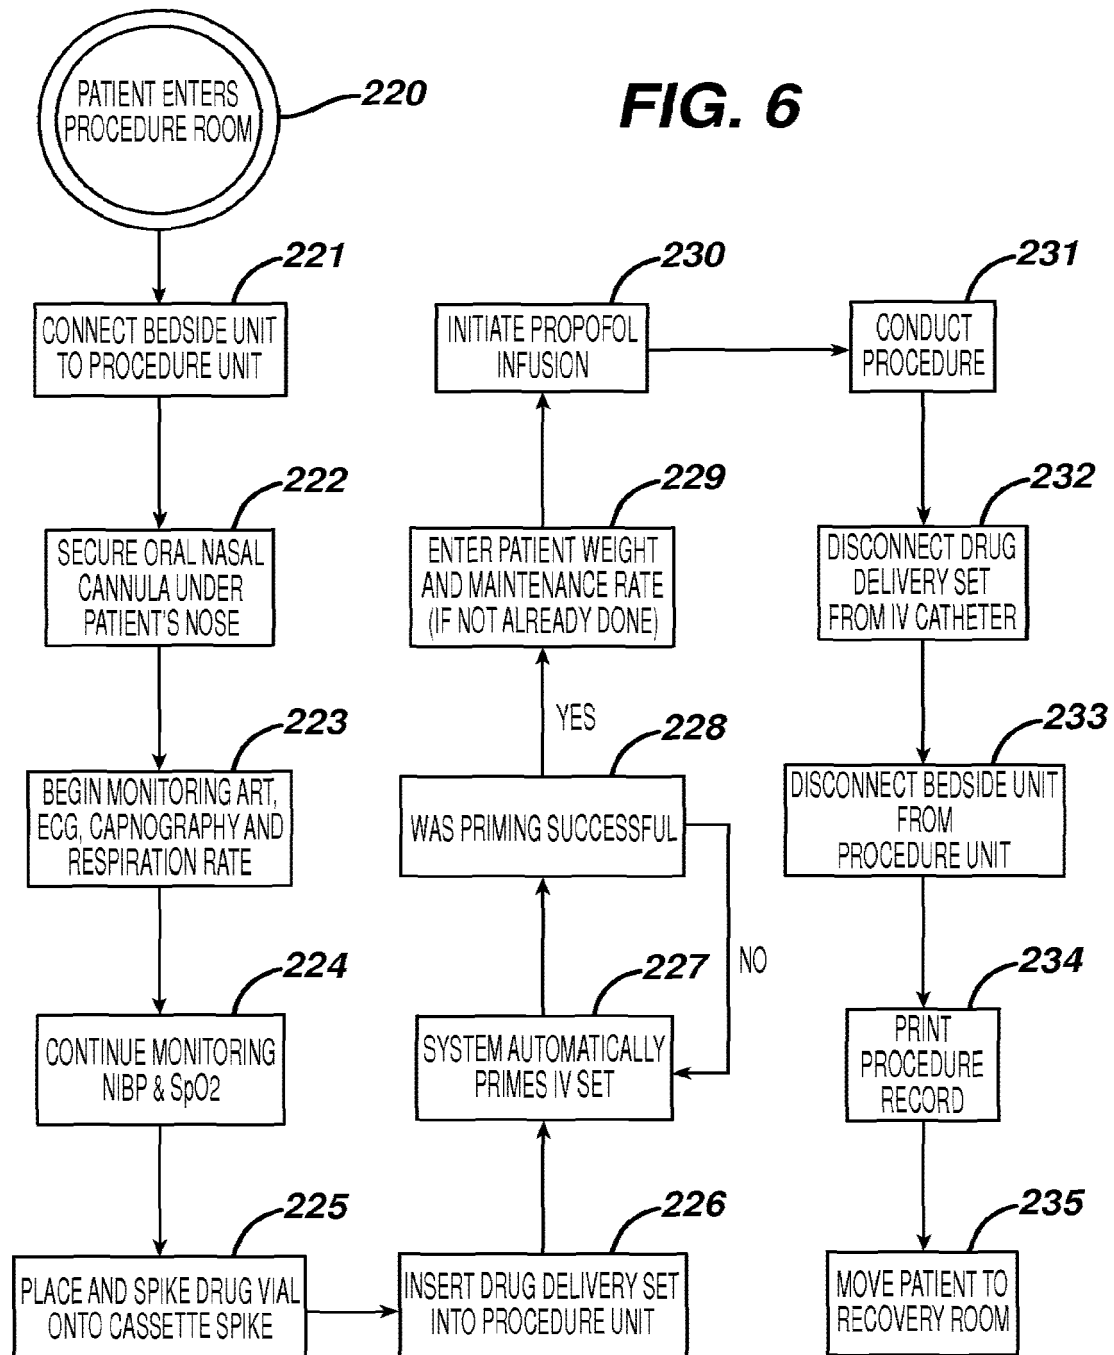 FIG. 6
PATIENT ENTERS
PROCEDURE ROOM
220
221
CONNECT BEDSIDE UNIT
TO PROCEDURE UNIT
222
SECURE ORAL NASAL
CANNULA UNDER
PATIENT'S NOSE
223
BEGIN MONITORING ART,
ECG, CAPNOGRAPHY AND
RESPIRATION RATE
224
CONTINUE MONITORING
NIBP & SpO2
225
PLACE AND SPIKE DRUG VIAL
ONTO CASSETTE SPIKE
226
INSERT DRUG DELIVERY SET
INTO PROCEDURE UNIT
227
SYSTEM AUTOMATICALLY
PRIMES IV SET
228
WAS PRIMING SUCCESSFUL
NO
YES
229
ENTER PATIENT WEIGHT
AND MAINTENANCE RATE
(IF NOT ALREADY DONE)
230
INITIATE PROPOFOL
INFUSION
231
CONDUCT
PROCEDURE
232
DISCONNECT DRUG
DELIVERY SET
FROM IV CATHETER
233
DISCONNECT BEDSIDE UNIT
FROM
PROCEDURE UNIT
234
PRINT
PROCEDURE
RECORD
235
MOVE PATIENT TO
RECOVERY ROOM